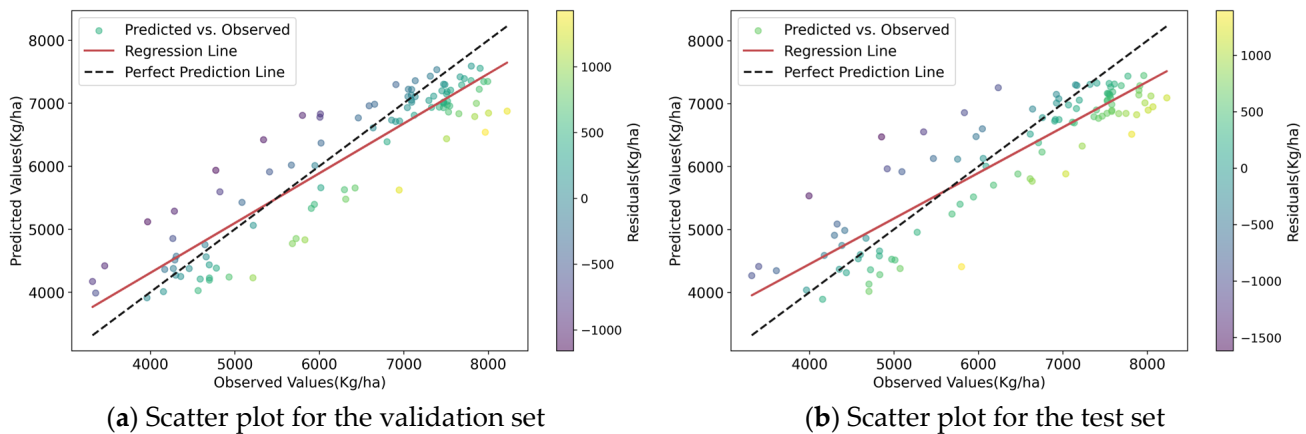 Predicted vs. Observed
Regression Line
Perfect Prediction Line
8000
7000
6000
5000
4000
Predicted Values(Kg/ha)
4000 5000 6000 7000 8000
Observed Values(Kg/ha)
1000
500
0
−500
−1000
Residuals(Kg/ha)
(a) Scatter plot for the validation set
Predicted vs. Observed
Regression Line
Perfect Prediction Line
8000
7000
6000
5000
4000
Predicted Values(Kg/ha)
4000 5000 6000 7000 8000
Observed Values(Kg/ha)
1000
500
0
−500
−1000
−1500
Residuals(Kg/ha)
(b) Scatter plot for the test set